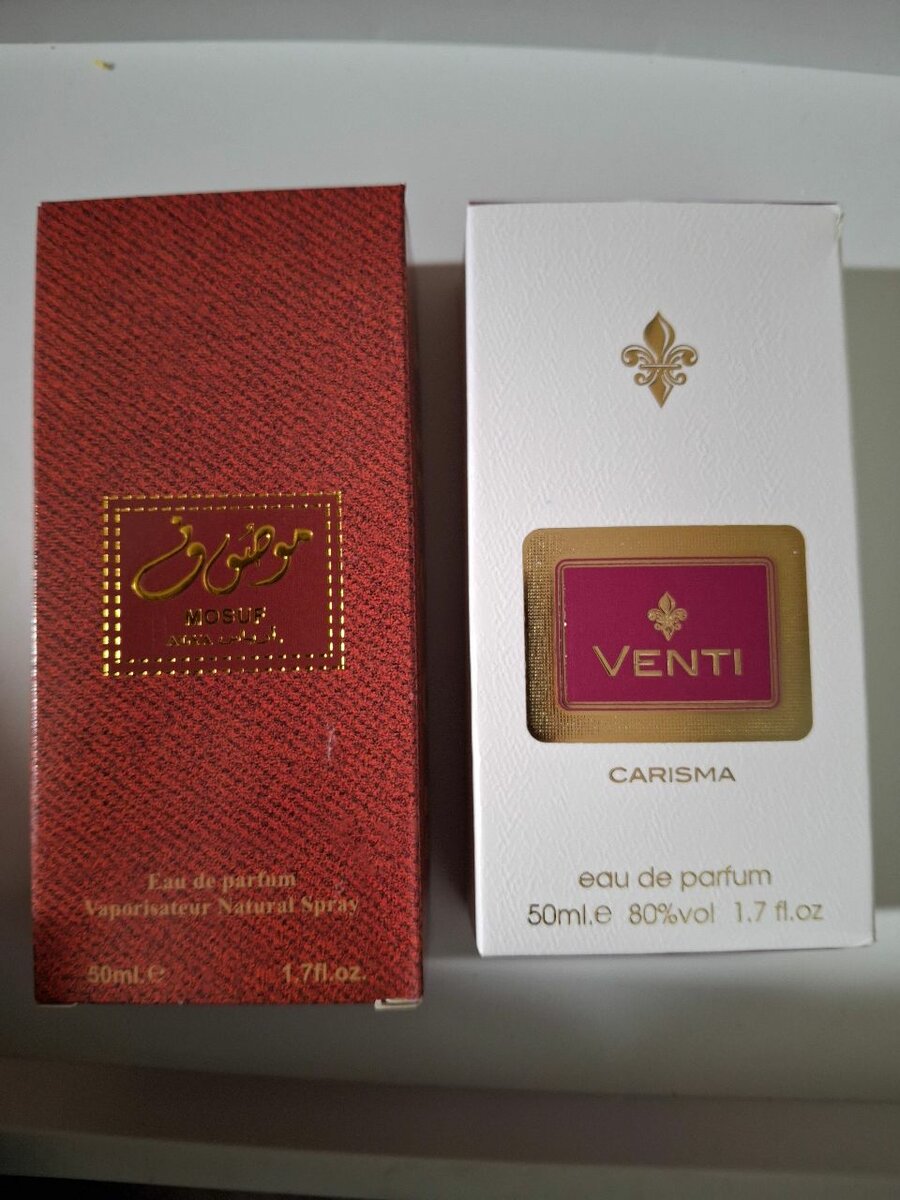 موصوف
MOSUF
Eau de parfum
Vaporisateur Natural Spray
50ml.e
1.7fl.oz.
VENTI
CARISMA
eau de parfum
50ml.e 80%vol 1.7 fl.oz